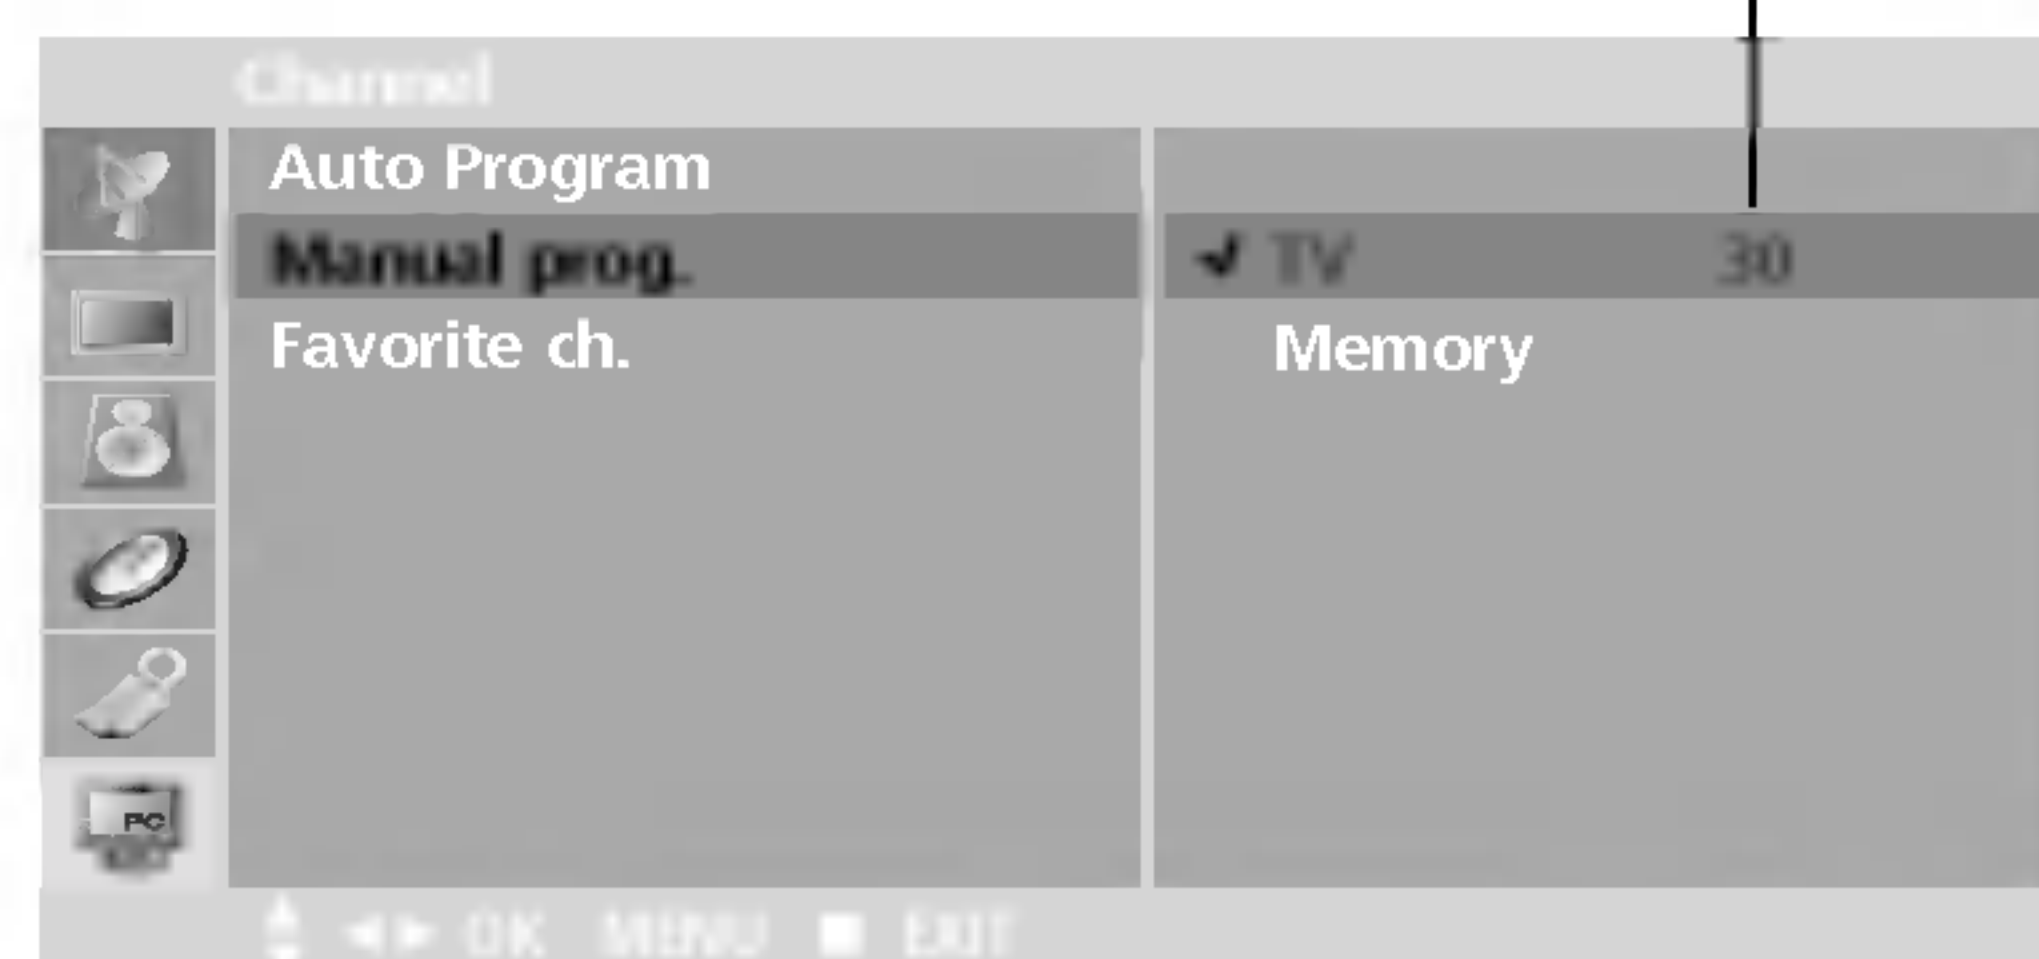 Channel
Auto Program
Manual prog. TV 30
Favorite ch. Memory
PC
OK MENU EXIT